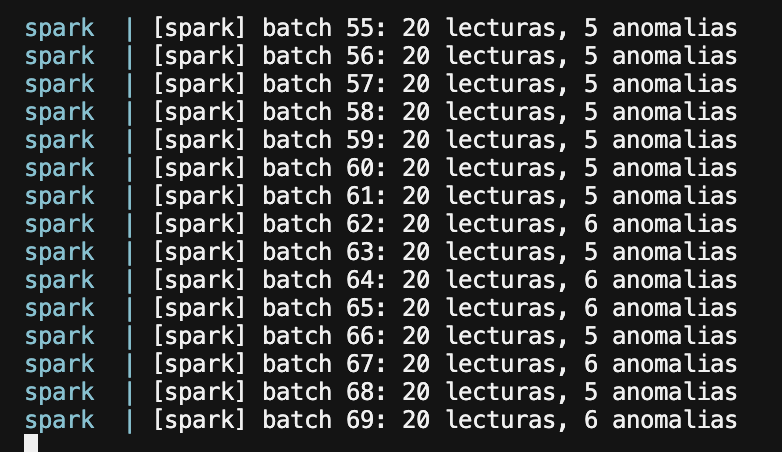 spark  | [spark] batch 55: 20 lecturas, 5 anomalias
spark  | [spark] batch 56: 20 lecturas, 5 anomalias
spark  | [spark] batch 57: 20 lecturas, 5 anomalias
spark  | [spark] batch 58: 20 lecturas, 5 anomalias
spark  | [spark] batch 59: 20 lecturas, 5 anomalias
spark  | [spark] batch 60: 20 lecturas, 5 anomalias
spark  | [spark] batch 61: 20 lecturas, 5 anomalias
spark  | [spark] batch 62: 20 lecturas, 6 anomalias
spark  | [spark] batch 63: 20 lecturas, 5 anomalias
spark  | [spark] batch 64: 20 lecturas, 6 anomalias
spark  | [spark] batch 65: 20 lecturas, 6 anomalias
spark  | [spark] batch 66: 20 lecturas, 5 anomalias
spark  | [spark] batch 67: 20 lecturas, 6 anomalias
spark  | [spark] batch 68: 20 lecturas, 5 anomalias
spark  | [spark] batch 69: 20 lecturas, 6 anomalias